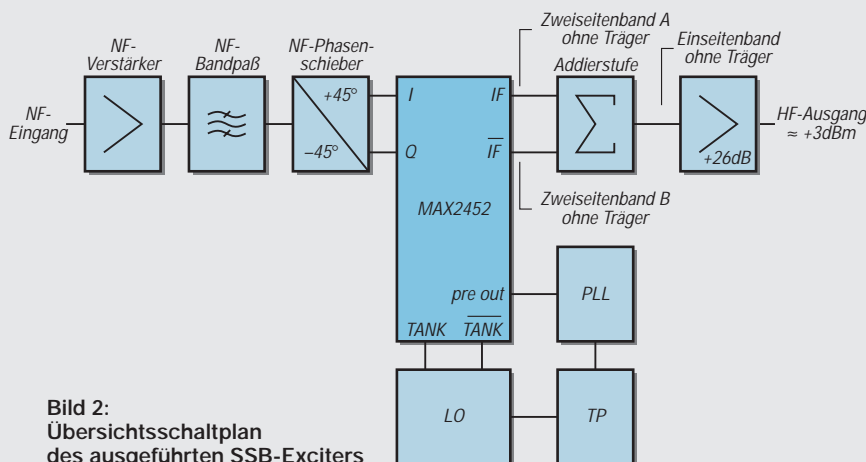 Zweiseitenband A
ohne Träger
Einseitenband
ohne Träger
NF-
Verstärker
NF-
Bandpaß
NF-Phasen-
schieber
Addierstufe
NF-
Eingang
+45°
–45°
I
IF
Q
IF
MAX2452
+26dB
HF-Ausgang
≈ +3dBm
Zweiseitenband B
ohne Träger
pre out
PLL
TANK
TANK
LO
TP
Bild 2:
Übersichtsschaltplan
des ausgeführten SSB-Exciters